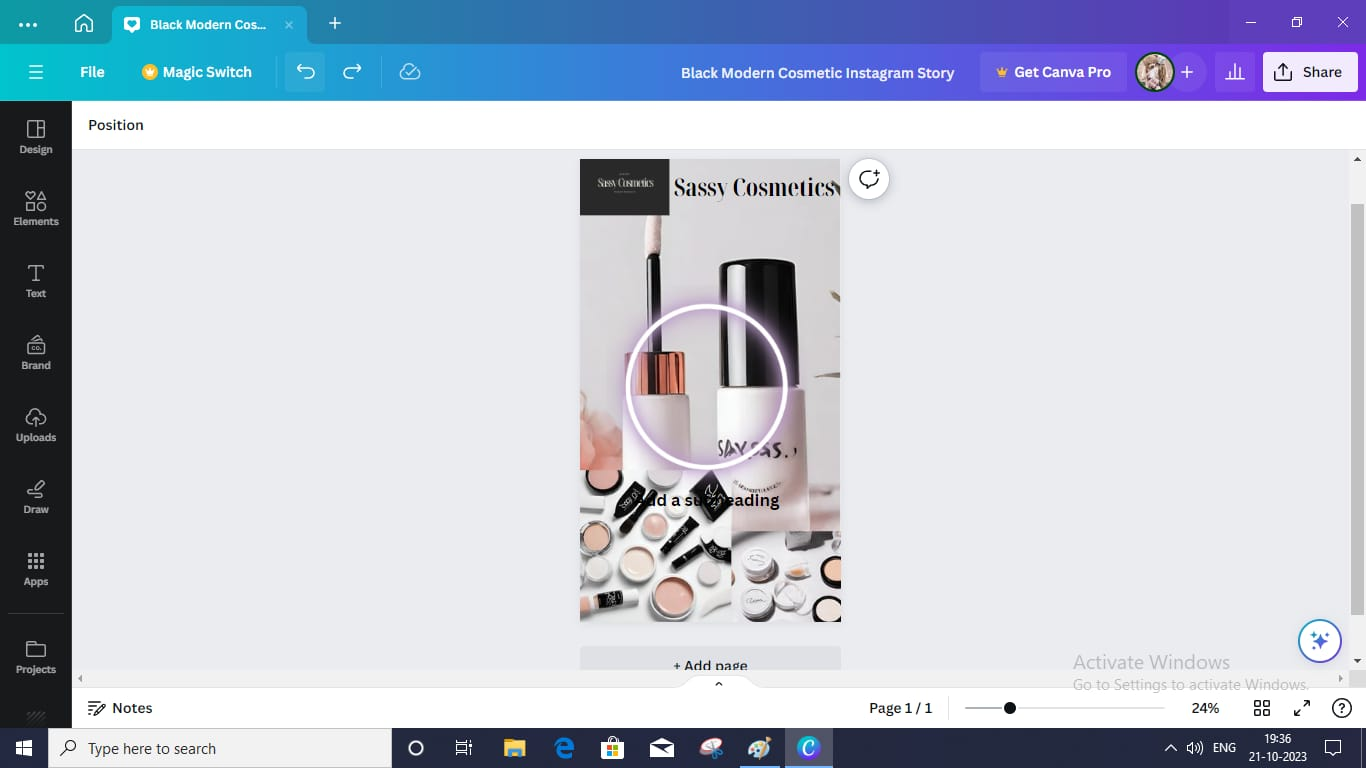 Black Modern Cos...
File
Magic Switch
Black Modern Cosmetic Instagram Story
Get Canva Pro
Share
Position
Design
Elements
Text
Brand
CO.
Uploads
Draw
Apps
Projects
Sassy Cosmetics
Sassy Cosmetics
+ Add page
Activate Windows
Go to Settings to activate Windows.
Notes
Page 1 / 1
24%
Type here to search
ENG
19:36
21-10-2023